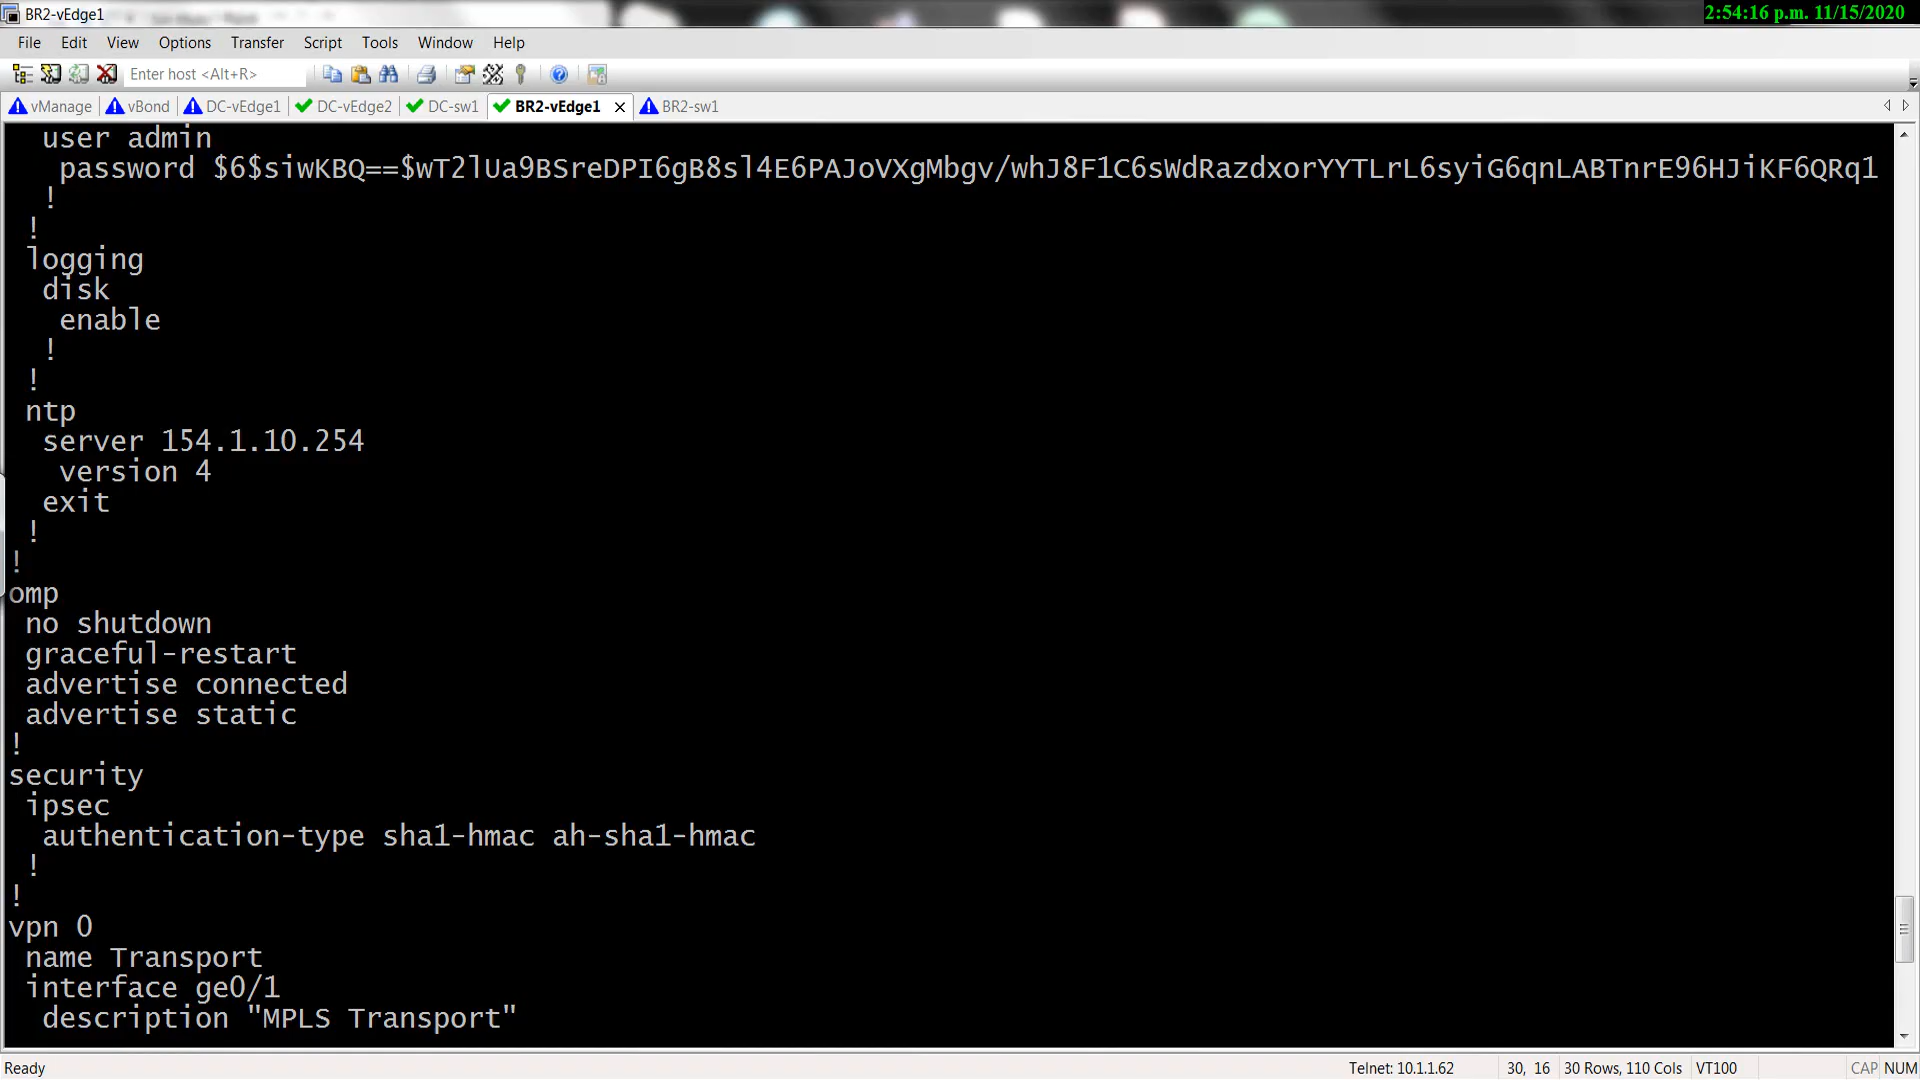 BR2-vEdge1
2:54:16 p.m. 11/15/2020
File Edit View Options Transfer Script Tools Window Help
Enter host <Alt+R>
vManage vBond DC-vEdge1 DC-vEdge2 DC-sw1 BR2-vEdge1 BR2-sw1
user admin
password $6$siwKBQ==$wT2lUa9BSreDPI6gB8sl4E6PAJoVXgMbgv/whJ8F1C6sWdRazdxorYYTLrL6syiG6qnLABTnrE96HJiKF6QRq1
!
!
logging
disk
enable
!
!
ntp
server 154.1.10.254
version 4
exit
!
!
omp
no shutdown
graceful-restart
advertise connected
advertise static
!
security
ipsec
authentication-type sha1-hmac ah-sha1-hmac
!
!
vpn 0
name Transport
interface ge0/1
description "MPLS Transport"
Ready Telnet: 10.1.1.62 30, 16 30 Rows, 110 Cols VT100 CAP NUM